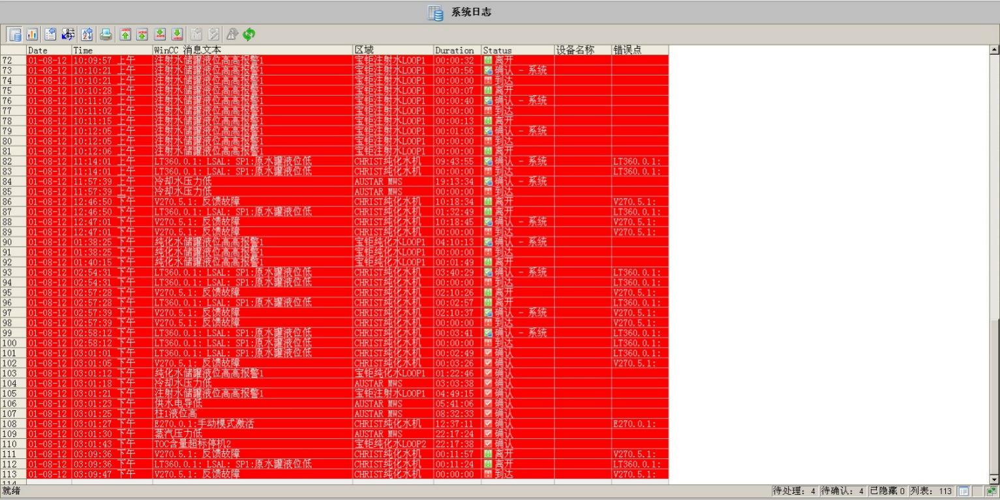 系统日志
Date Time WinCC 消息文本 区域 Duration Status 设备名称 错误点
72 01-08-12 10:09:57 上午 注射水储罐液位高高报警1 宝钜注射水LOOP1 00:00:32 离开
73 01-08-12 10:10:21 上午 注射水储罐液位高高报警1 宝钜注射水LOOP1 00:00:56 确认 - 系统
74 01-08-12 10:10:21 上午 注射水储罐液位高高报警1 宝钜注射水LOOP1 00:00:00 到达
75 01-08-12 10:10:28 上午 注射水储罐液位高高报警1 宝钜注射水LOOP1 00:00:07 离开
76 01-08-12 10:11:02 上午 注射水储罐液位高高报警1 宝钜注射水LOOP1 00:00:40 确认 - 系统
77 01-08-12 10:11:02 上午 注射水储罐液位高高报警1 宝钜注射水LOOP1 00:00:00 到达
78 01-08-12 10:11:15 上午 注射水储罐液位高高报警1 宝钜注射水LOOP1 00:00:13 离开
79 01-08-12 10:12:05 上午 注射水储罐液位高高报警1 宝钜注射水LOOP1 00:01:03 确认 - 系统
80 01-08-12 10:12:05 上午 注射水储罐液位高高报警1 宝钜注射水LOOP1 00:00:00 到达
81 01-08-12 10:12:06 上午 注射水储罐液位高高报警1 宝钜注射水LOOP1 00:00:00 离开
82 01-08-12 11:14:01 上午 LT360.0.1: LSAL: SP1:原水罐液位低 CHRIST纯化水机 09:43:55 确认 - 系统 LT360.0.1:
83 01-08-12 11:14:01 上午 LT360.0.1: LSAL: SP1:原水罐液位低 CHRIST纯化水机 00:00:00 到达 LT360.0.1:
84 01-08-12 11:57:39 上午 冷却水压力低 AUSTAR MWS 19:13:34 确认 - 系统
85 01-08-12 11:57:39 上午 冷却水压力低 AUSTAR MWS 00:00:00 到达
86 01-08-12 12:46:50 下午 V270.5.1: 反馈故障 CHRIST纯化水机 10:18:34 离开 V270.5.1:
87 01-08-12 12:46:50 下午 LT360.0.1: LSAL: SP1:原水罐液位低 CHRIST纯化水机 01:32:49 离开 LT360.0.1:
88 01-08-12 12:47:01 下午 V270.5.1: 反馈故障 CHRIST纯化水机 10:18:45 确认 - 系统 V270.5.1:
89 01-08-12 12:47:01 下午 V270.5.1: 反馈故障 CHRIST纯化水机 00:00:00 到达 V270.5.1:
90 01-08-12 01:38:25 下午 纯化水储罐液位高高报警1 宝钜纯化水LOOP1 04:10:13 确认 - 系统
91 01-08-12 01:38:25 下午 纯化水储罐液位高高报警1 宝钜纯化水LOOP1 00:00:00 到达
92 01-08-12 01:40:15 下午 纯化水储罐液位高高报警1 宝钜纯化水LOOP1 00:01:49 离开
93 01-08-12 02:54:31 下午 LT360.0.1: LSAL: SP1:原水罐液位低 CHRIST纯化水机 03:40:29 确认 - 系统 LT360.0.1:
94 01-08-12 02:54:31 下午 LT360.0.1: LSAL: SP1:原水罐液位低 CHRIST纯化水机 00:00:00 到达 LT360.0.1:
95 01-08-12 02:57:28 下午 V270.5.1: 反馈故障 CHRIST纯化水机 02:10:26 离开 V270.5.1:
96 01-08-12 02:57:28 下午 LT360.0.1: LSAL: SP1:原水罐液位低 CHRIST纯化水机 00:02:57 离开 LT360.0.1:
97 01-08-12 02:57:39 下午 V270.5.1: 反馈故障 CHRIST纯化水机 02:10:37 确认 - 系统 V270.5.1:
98 01-08-12 02:57:39 下午 V270.5.1: 反馈故障 CHRIST纯化水机 00:00:00 到达 V270.5.1:
99 01-08-12 02:58:12 下午 LT360.0.1: LSAL: SP1:原水罐液位低 CHRIST纯化水机 00:03:41 确认 - 系统 LT360.0.1:
100 01-08-12 02:58:12 下午 LT360.0.1: LSAL: SP1:原水罐液位低 CHRIST纯化水机 00:00:00 到达 LT360.0.1:
101 01-08-12 03:01:01 下午 LT360.0.1: LSAL: SP1:原水罐液位低 CHRIST纯化水机 00:02:49 确认 LT360.0.1:
102 01-08-12 03:01:05 下午 V270.5.1: 反馈故障 CHRIST纯化水机 00:03:26 确认 V270.5.1:
103 01-08-12 03:01:12 下午 纯化水储罐液位高高报警1 宝钜纯化水LOOP1 01:22:46 确认
104 01-08-12 03:01:18 下午 冷却水压力低 AUSTAR MWS 03:03:38 确认
105 01-08-12 03:01:21 下午 注射水储罐液位高高报警1 宝钜注射水LOOP1 04:49:15 确认
106 01-08-12 03:01:23 下午 供水电导低 AUSTAR MWS 05:41:06 确认
107 01-08-12 03:01:25 下午 柱1液位高 AUSTAR MWS 08:32:33 确认
108 01-08-12 03:01:27 下午 E270.0.1:手动模式激活 CHRIST纯化水机 12:37:11 确认 E270.0.1:
109 01-08-12 03:01:30 下午 蒸汽压力低 AUSTAR MWS 22:17:24 确认
110 01-08-12 03:01:43 下午 TOC含量超标停机2 宝钜纯化水LOOP2 22:17:38 确认
111 01-08-12 03:09:36 下午 V270.5.1: 反馈故障 CHRIST纯化水机 00:11:57 离开 V270.5.1:
112 01-08-12 03:09:36 下午 LT360.0.1: LSAL: SP1:原水罐液位低 CHRIST纯化水机 00:11:24 离开 LT360.0.1:
113 01-08-12 03:09:47 下午 V270.5.1: 反馈故障 CHRIST纯化水机 00:00:00 到达 V270.5.1:
114
就绪 待处理: 4 待确认: 4 已隐藏 0 列表: 113